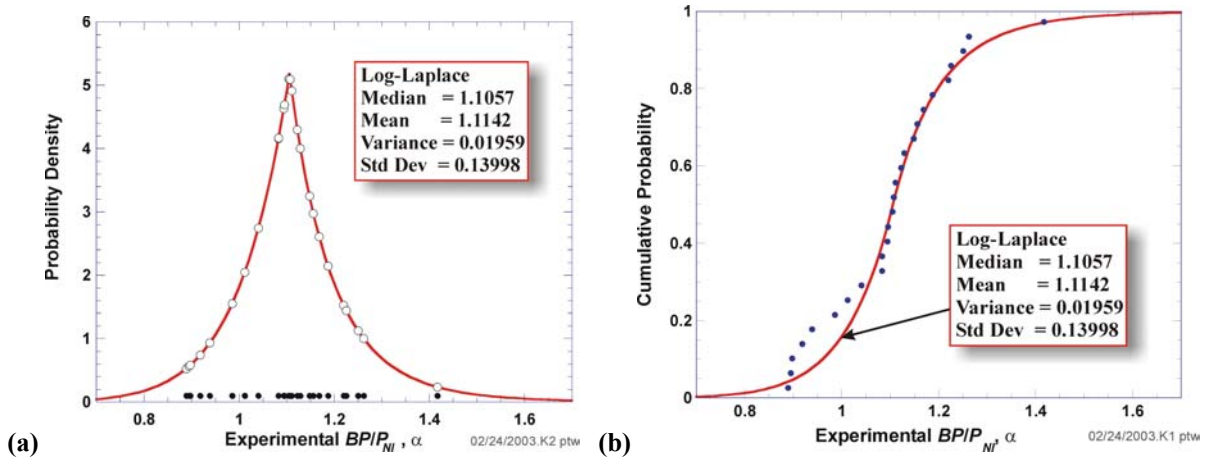 6
5
4
3
2
1
0
0.8
1
1.2
1.4
1.6
Probability Density
Log-Laplace
Median = 1.1057
Mean = 1.1142
Variance = 0.01959
Std Dev = 0.13998
Experimental BP/P_NI , α
02/24/2003.K2 ptw
(a)
1
0.8
0.6
0.4
0.2
0
0.8
1
1.2
1.4
1.6
Cumulative Probability
Log-Laplace
Median = 1.1057
Mean = 1.1142
Variance = 0.01959
Std Dev = 0.13998
Experimental BP/P_NI, α
02/24/2003.K1 ptw
(b)